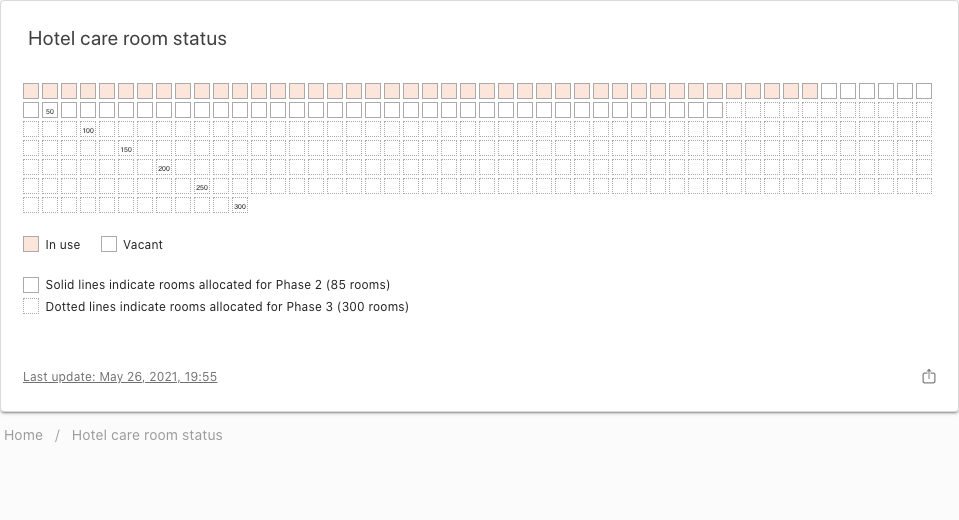 Hotel care room status
50
100
150
200
250
300
In use
Vacant
Solid lines indicate rooms allocated for Phase 2 (85 rooms)
Dotted lines indicate rooms allocated for Phase 3 (300 rooms)
Last update: May 26, 2021, 19:55
Home / Hotel care room status